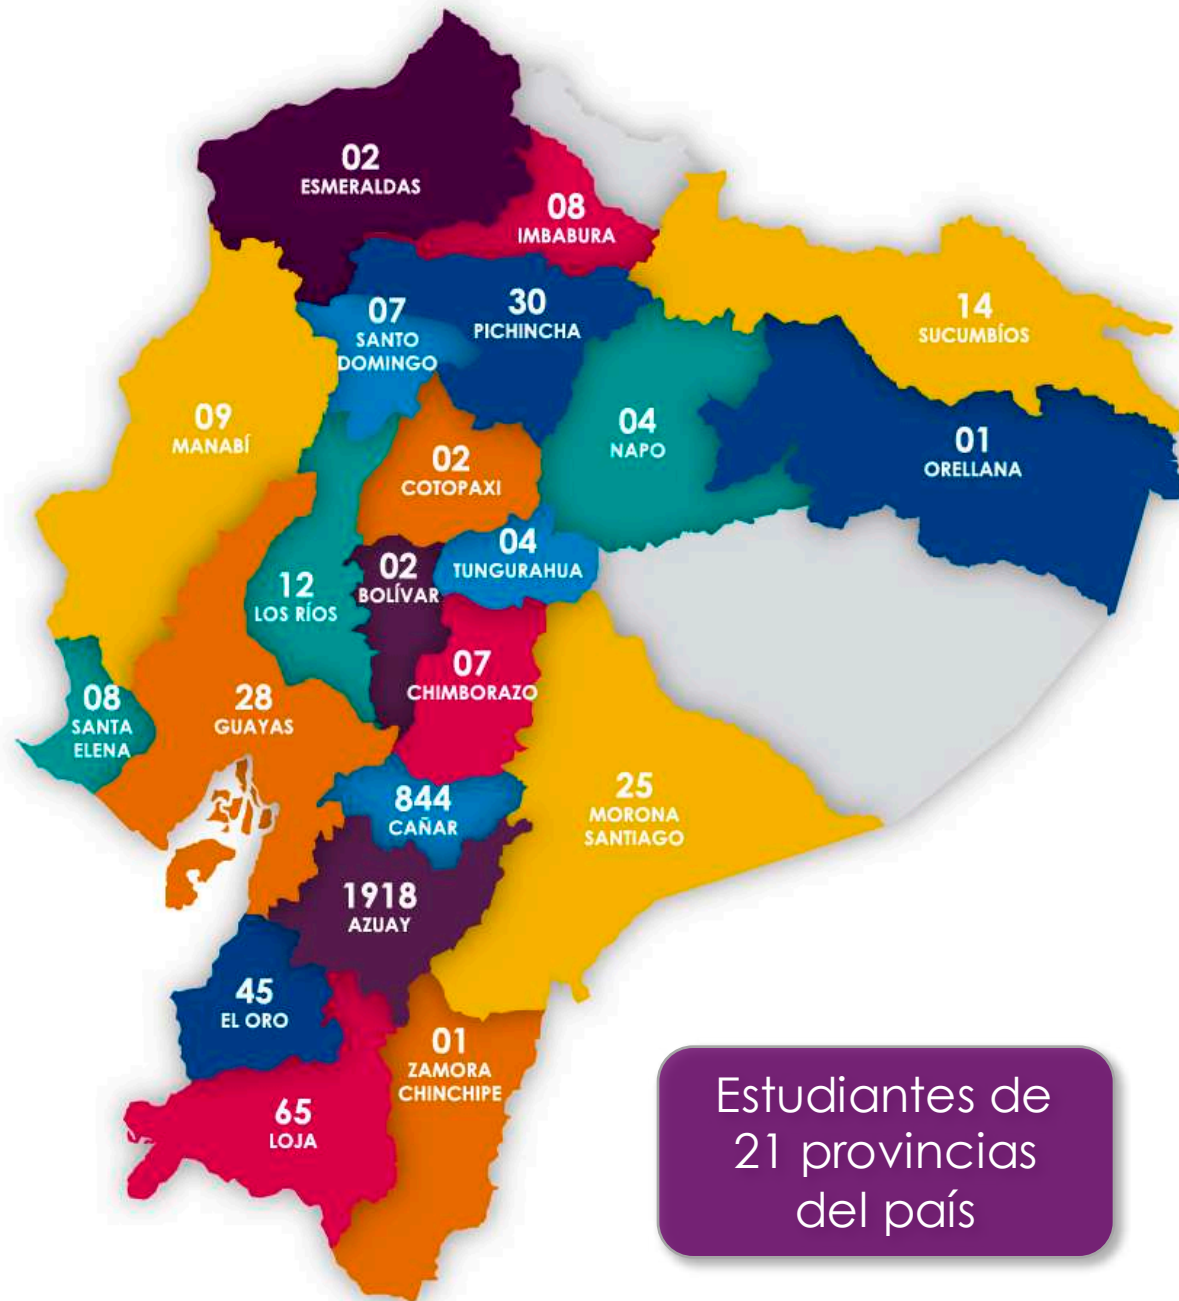 02
ESMERALDAS
08
IMBABURA
30
PICHINCHA
07
SANTO
DOMINGO
14
SUCUMBÍOS
09
MANABÍ
04
NAPO
01
ORELLANA
02
COTOPAXI
04
TUNGURAHUA
02
BOLÍVAR
12
LOS RÍOS
07
CHIMBORAZO
08
SANTA
ELENA
28
GUAYAS
25
MORONA
SANTIAGO
844
CAÑAR
1918
AZUAY
45
EL ORO
01
ZAMORA
CHINCHIPE
65
LOJA
Estudiantes de
21 provincias
del país